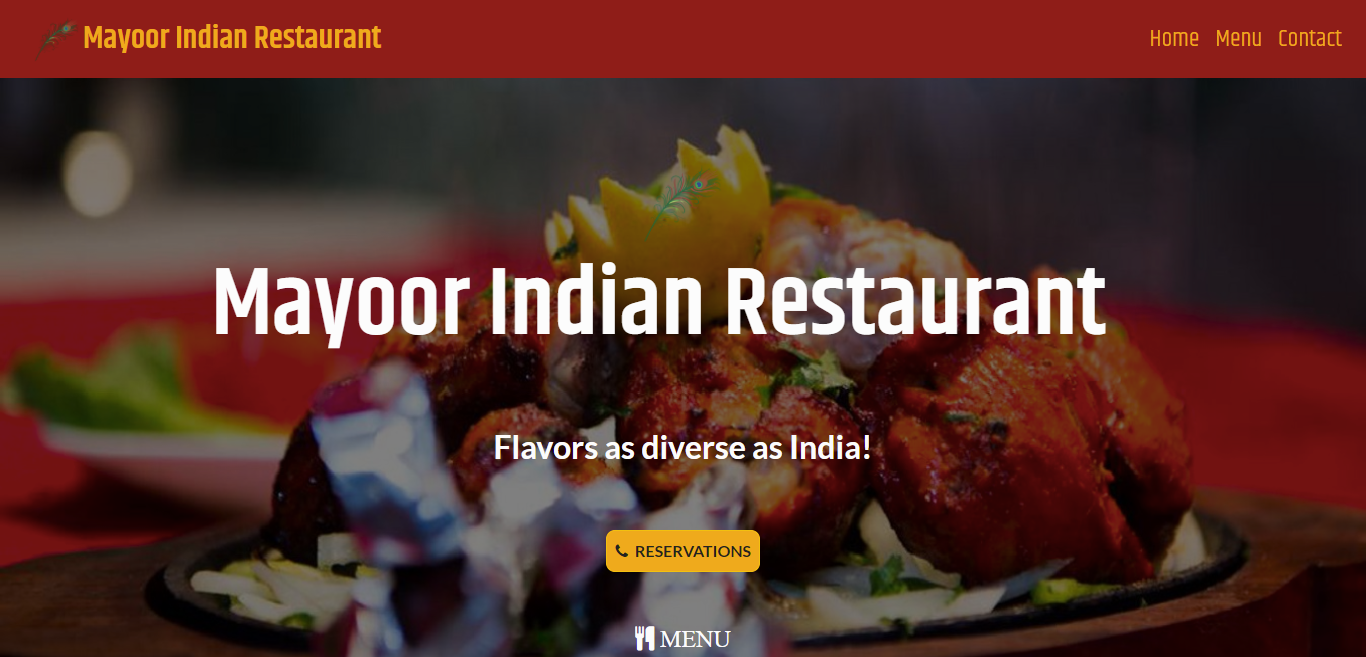 Mayoor Indian Restaurant
Home Menu Contact
Mayoor Indian Restaurant
Flavors as diverse as India!
RESERVATIONS
MENU